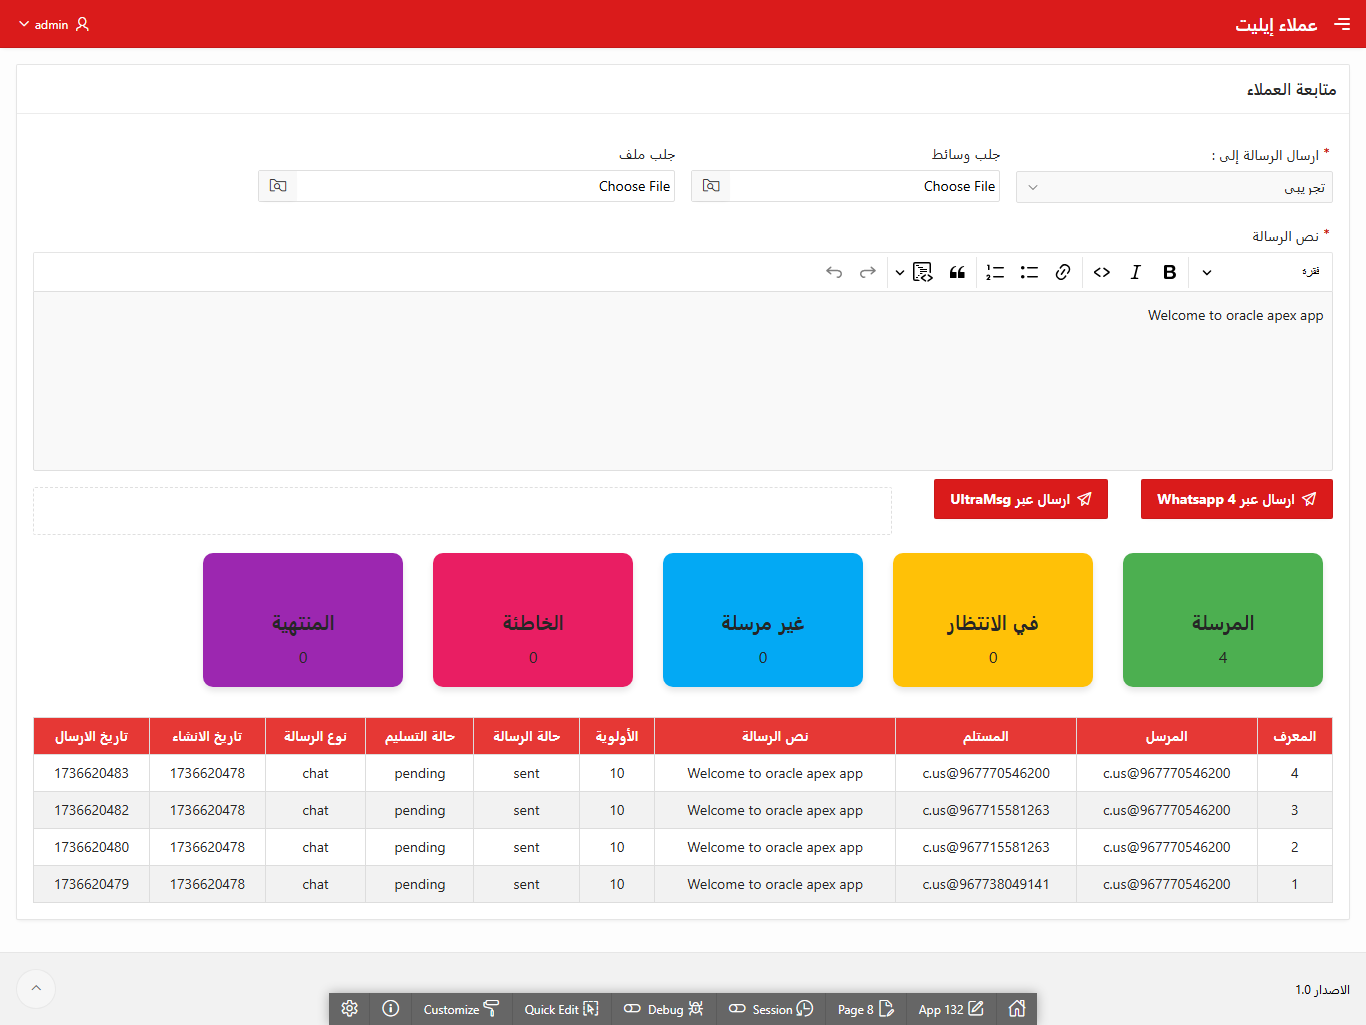 عملاء إيليت
admin
متابعة العملاء
* ارسال الرسالة إلى :
جلب وسائط
جلب ملف
تجريبي
Choose File
Choose File
* نص الرسالة
فقرة
Welcome to oracle apex app
ارسال عبر Whatsapp 4
ارسال عبر UltraMsg
المرسلة
4
في الانتظار
0
غير مرسلة
0
الخاطئة
0
المنتهية
0
المعرف المرسل المستلم نص الرسالة الأولوية حالة الرسالة حالة التسليم نوع الرسالة تاريخ الانشاء تاريخ الارسال
4 c.us@967770546200 c.us@967770546200 Welcome to oracle apex app 10 sent pending chat 1736620478 1736620483
3 c.us@967770546200 c.us@967715581263 Welcome to oracle apex app 10 sent pending chat 1736620478 1736620482
2 c.us@967770546200 c.us@967715581263 Welcome to oracle apex app 10 sent pending chat 1736620478 1736620480
1 c.us@967770546200 c.us@967738049141 Welcome to oracle apex app 10 sent pending chat 1736620478 1736620479
الاصدار 1.0
App 132
Page 8
Session
Debug
Quick Edit
Customize